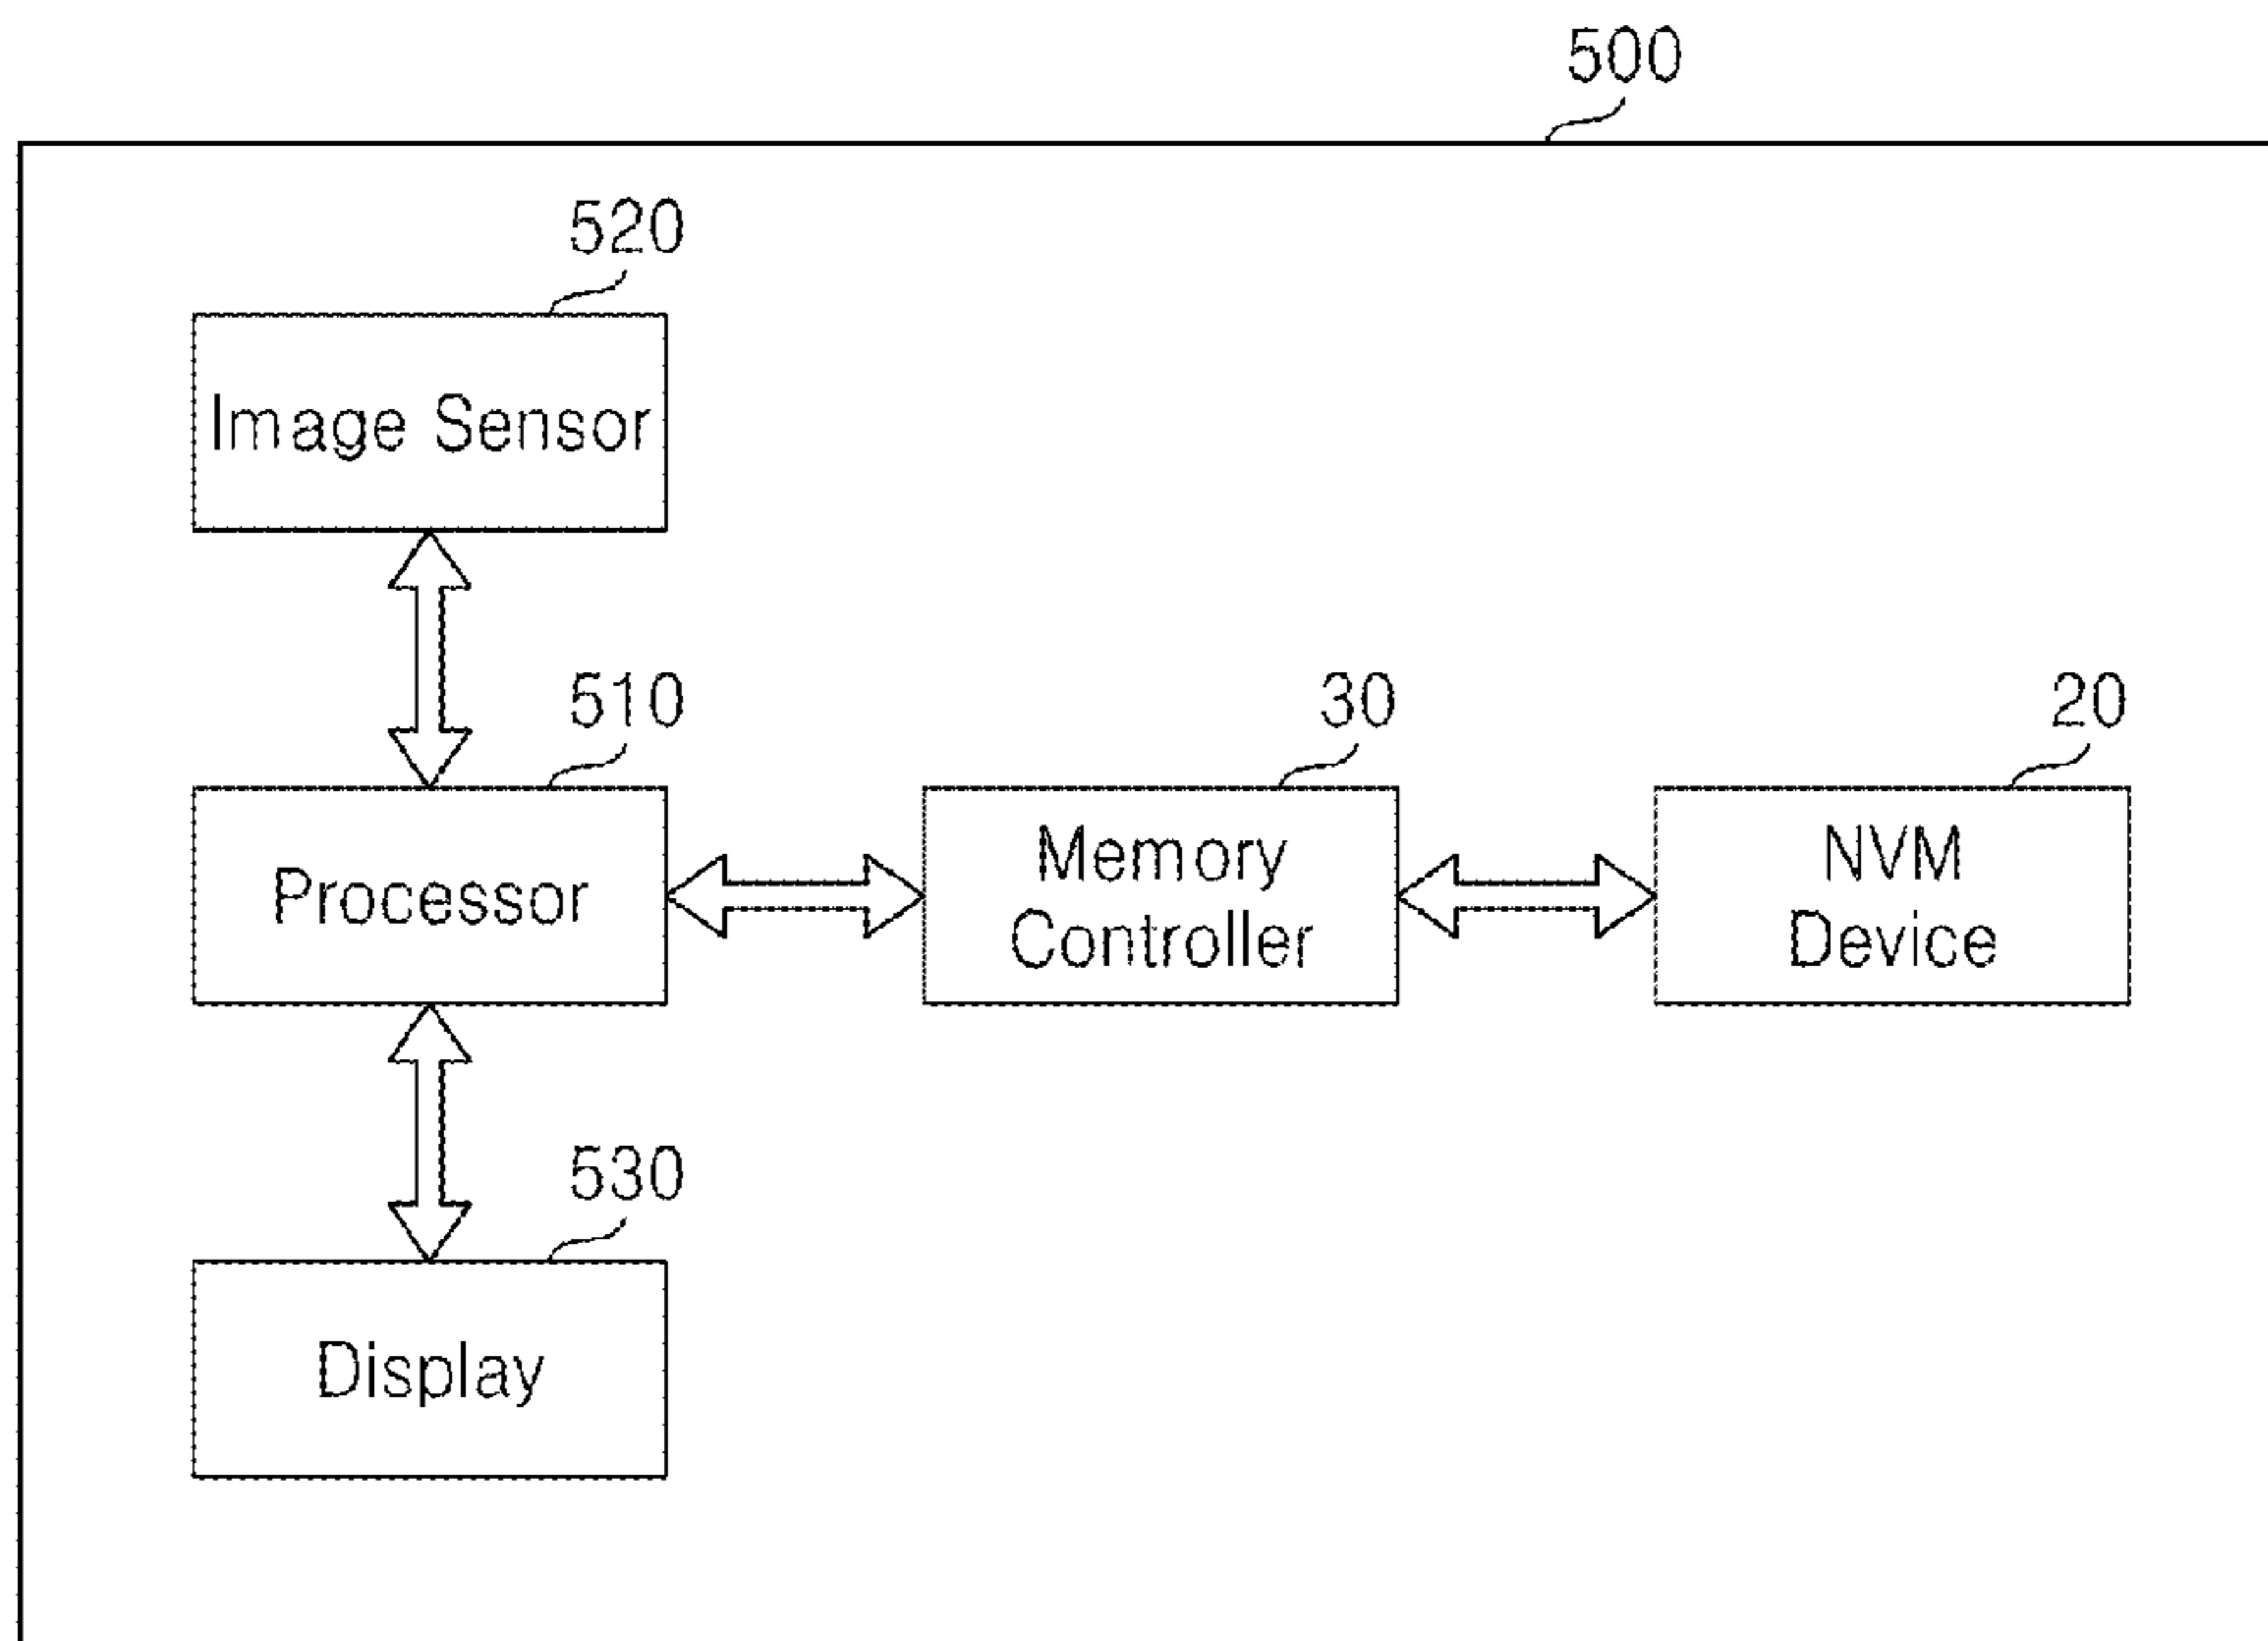 500
520
Image Sensor
510
30
20
Processor
Memory
Controller
NVM
Device
530
Display